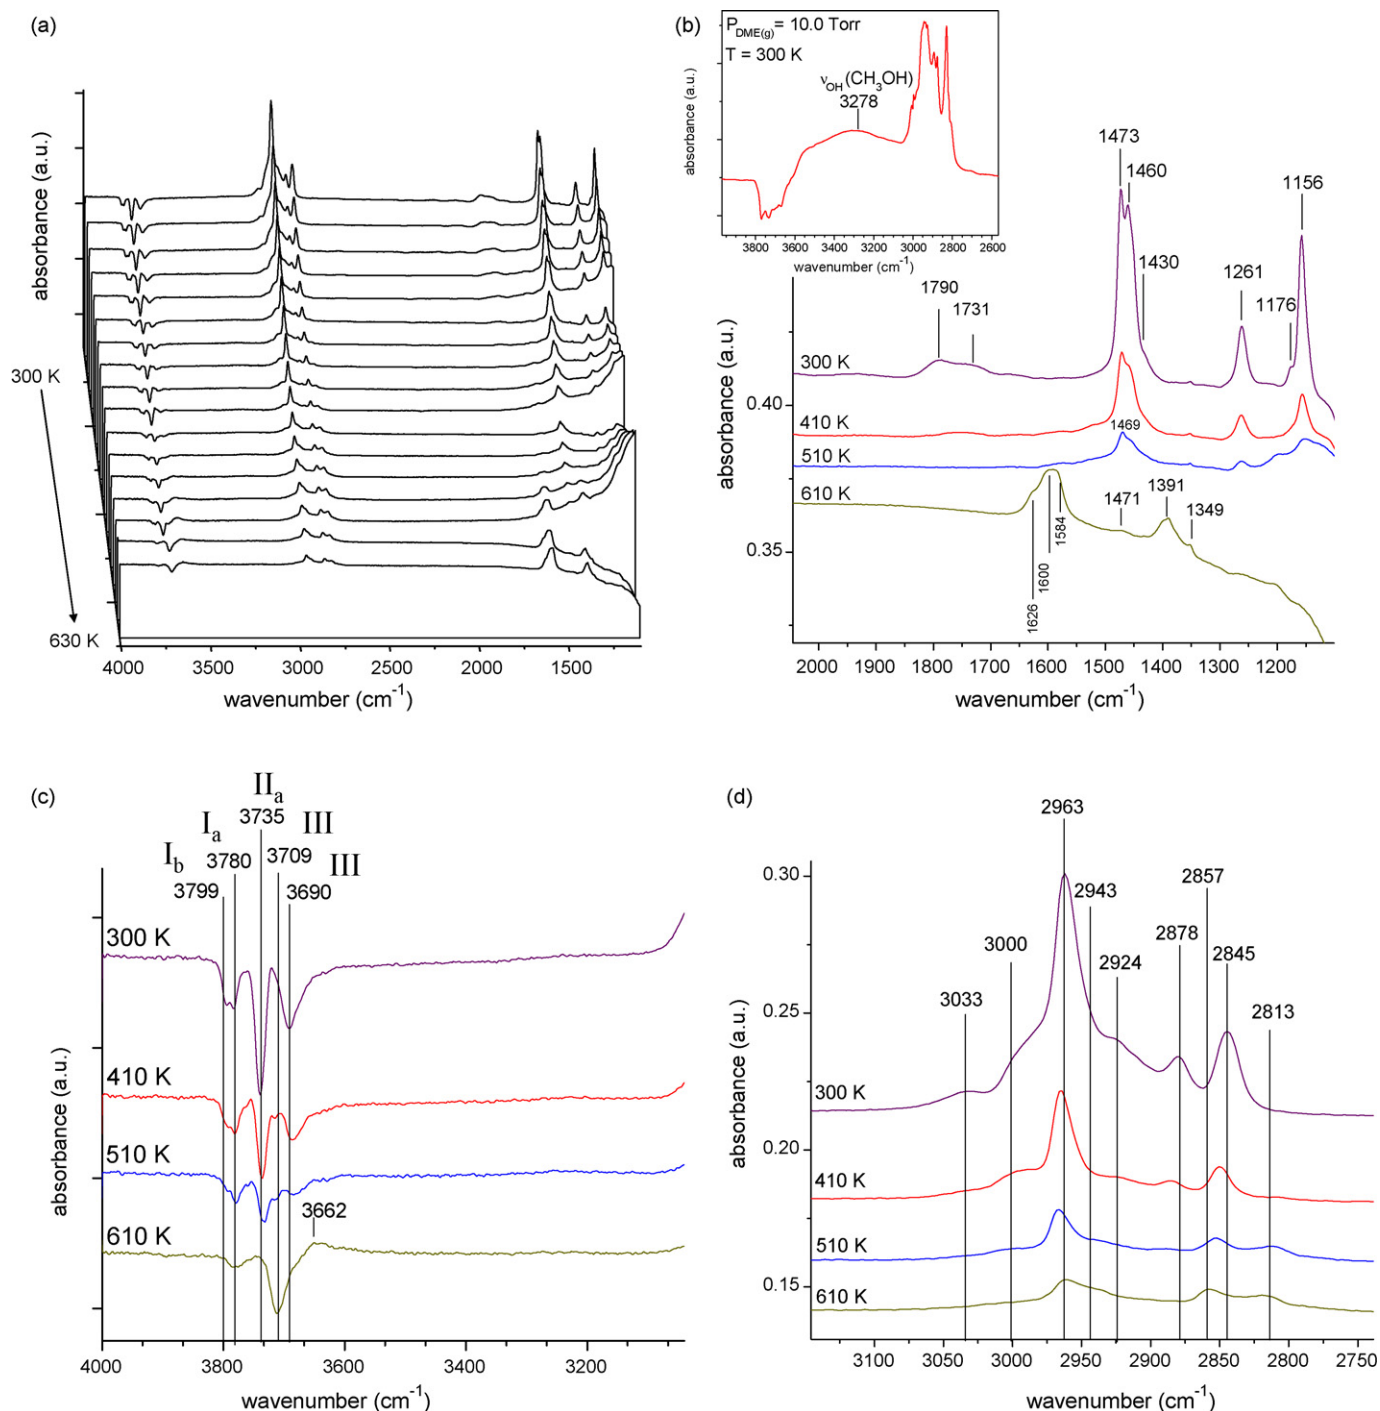 (a)
absorbance (a.u.)
300 K
630 K
4000 3500 3000 2500 2000 1500
wavenumber (cm⁻¹)
(b)
P_DME(g) = 10.0 Torr
T = 300 K
ν_OH(CH₃OH)
3278
absorbance (a.u.)
3800 3600 3400 3200 3000 2800 2600
wavenumber (cm⁻¹)
1473
1460
1156
1430
1790
1731
1261
1176
300 K
0.40
410 K
1469
510 K
610 K
1471
1391
1349
0.35
1626
1600
1584
absorbance (a.u.)
2000 1900 1800 1700 1600 1500 1400 1300 1200
wavenumber (cm⁻¹)
(c)
II_a
3735
I_a
III
I_b
3780
3709
III
3799
3690
300 K
410 K
510 K
610 K
3662
absorbance (a.u.)
4000 3800 3600 3400 3200
wavenumber (cm⁻¹)
(d)
2963
0.30
2943
2857
3000
2878
2845
2924
3033
2813
0.25
300 K
0.20
410 K
510 K
610 K
0.15
absorbance (a.u.)
3100 3050 3000 2950 2900 2850 2800 2750
wavenumber (cm⁻¹)